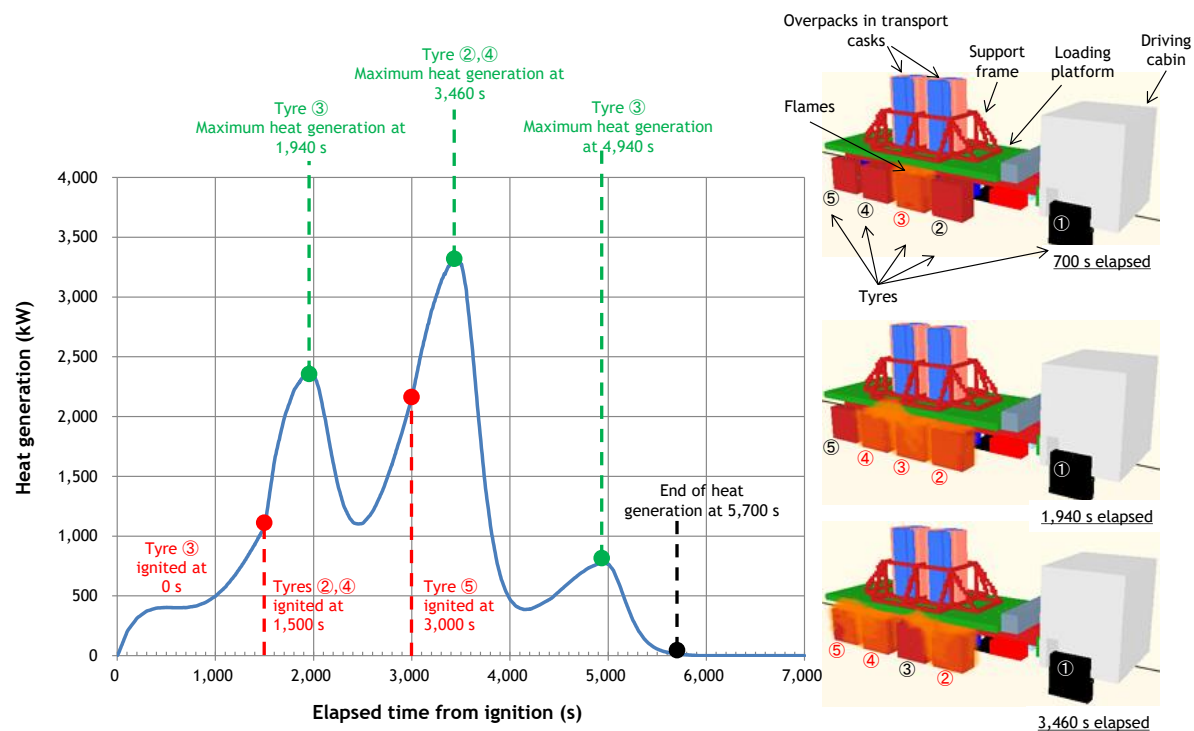 Tyre ②,④
Maximum heat generation at
3,460 s
Tyre ③
Maximum heat generation at
1,940 s
Tyre ③
Maximum heat generation
at 4,940 s
4,000
3,500
3,000
2,500
2,000
1,500
1,000
500
0
Heat generation (kW)
Tyre ③
ignited at
0 s
Tyres ②,④
ignited at
1,500 s
Tyre ⑤
ignited at
3,000 s
End of heat
generation at 5,700 s
0
1,000
2,000
3,000
4,000
5,000
6,000
7,000
Elapsed time from ignition (s)
Overpacks in transport
casks
Support
frame
Loading
platform
Driving
cabin
Flames
⑤
④
③
②
①
700 s elapsed
Tyres
⑤
④
③
②
①
1,940 s elapsed
⑤
④
③
②
①
3,460 s elapsed